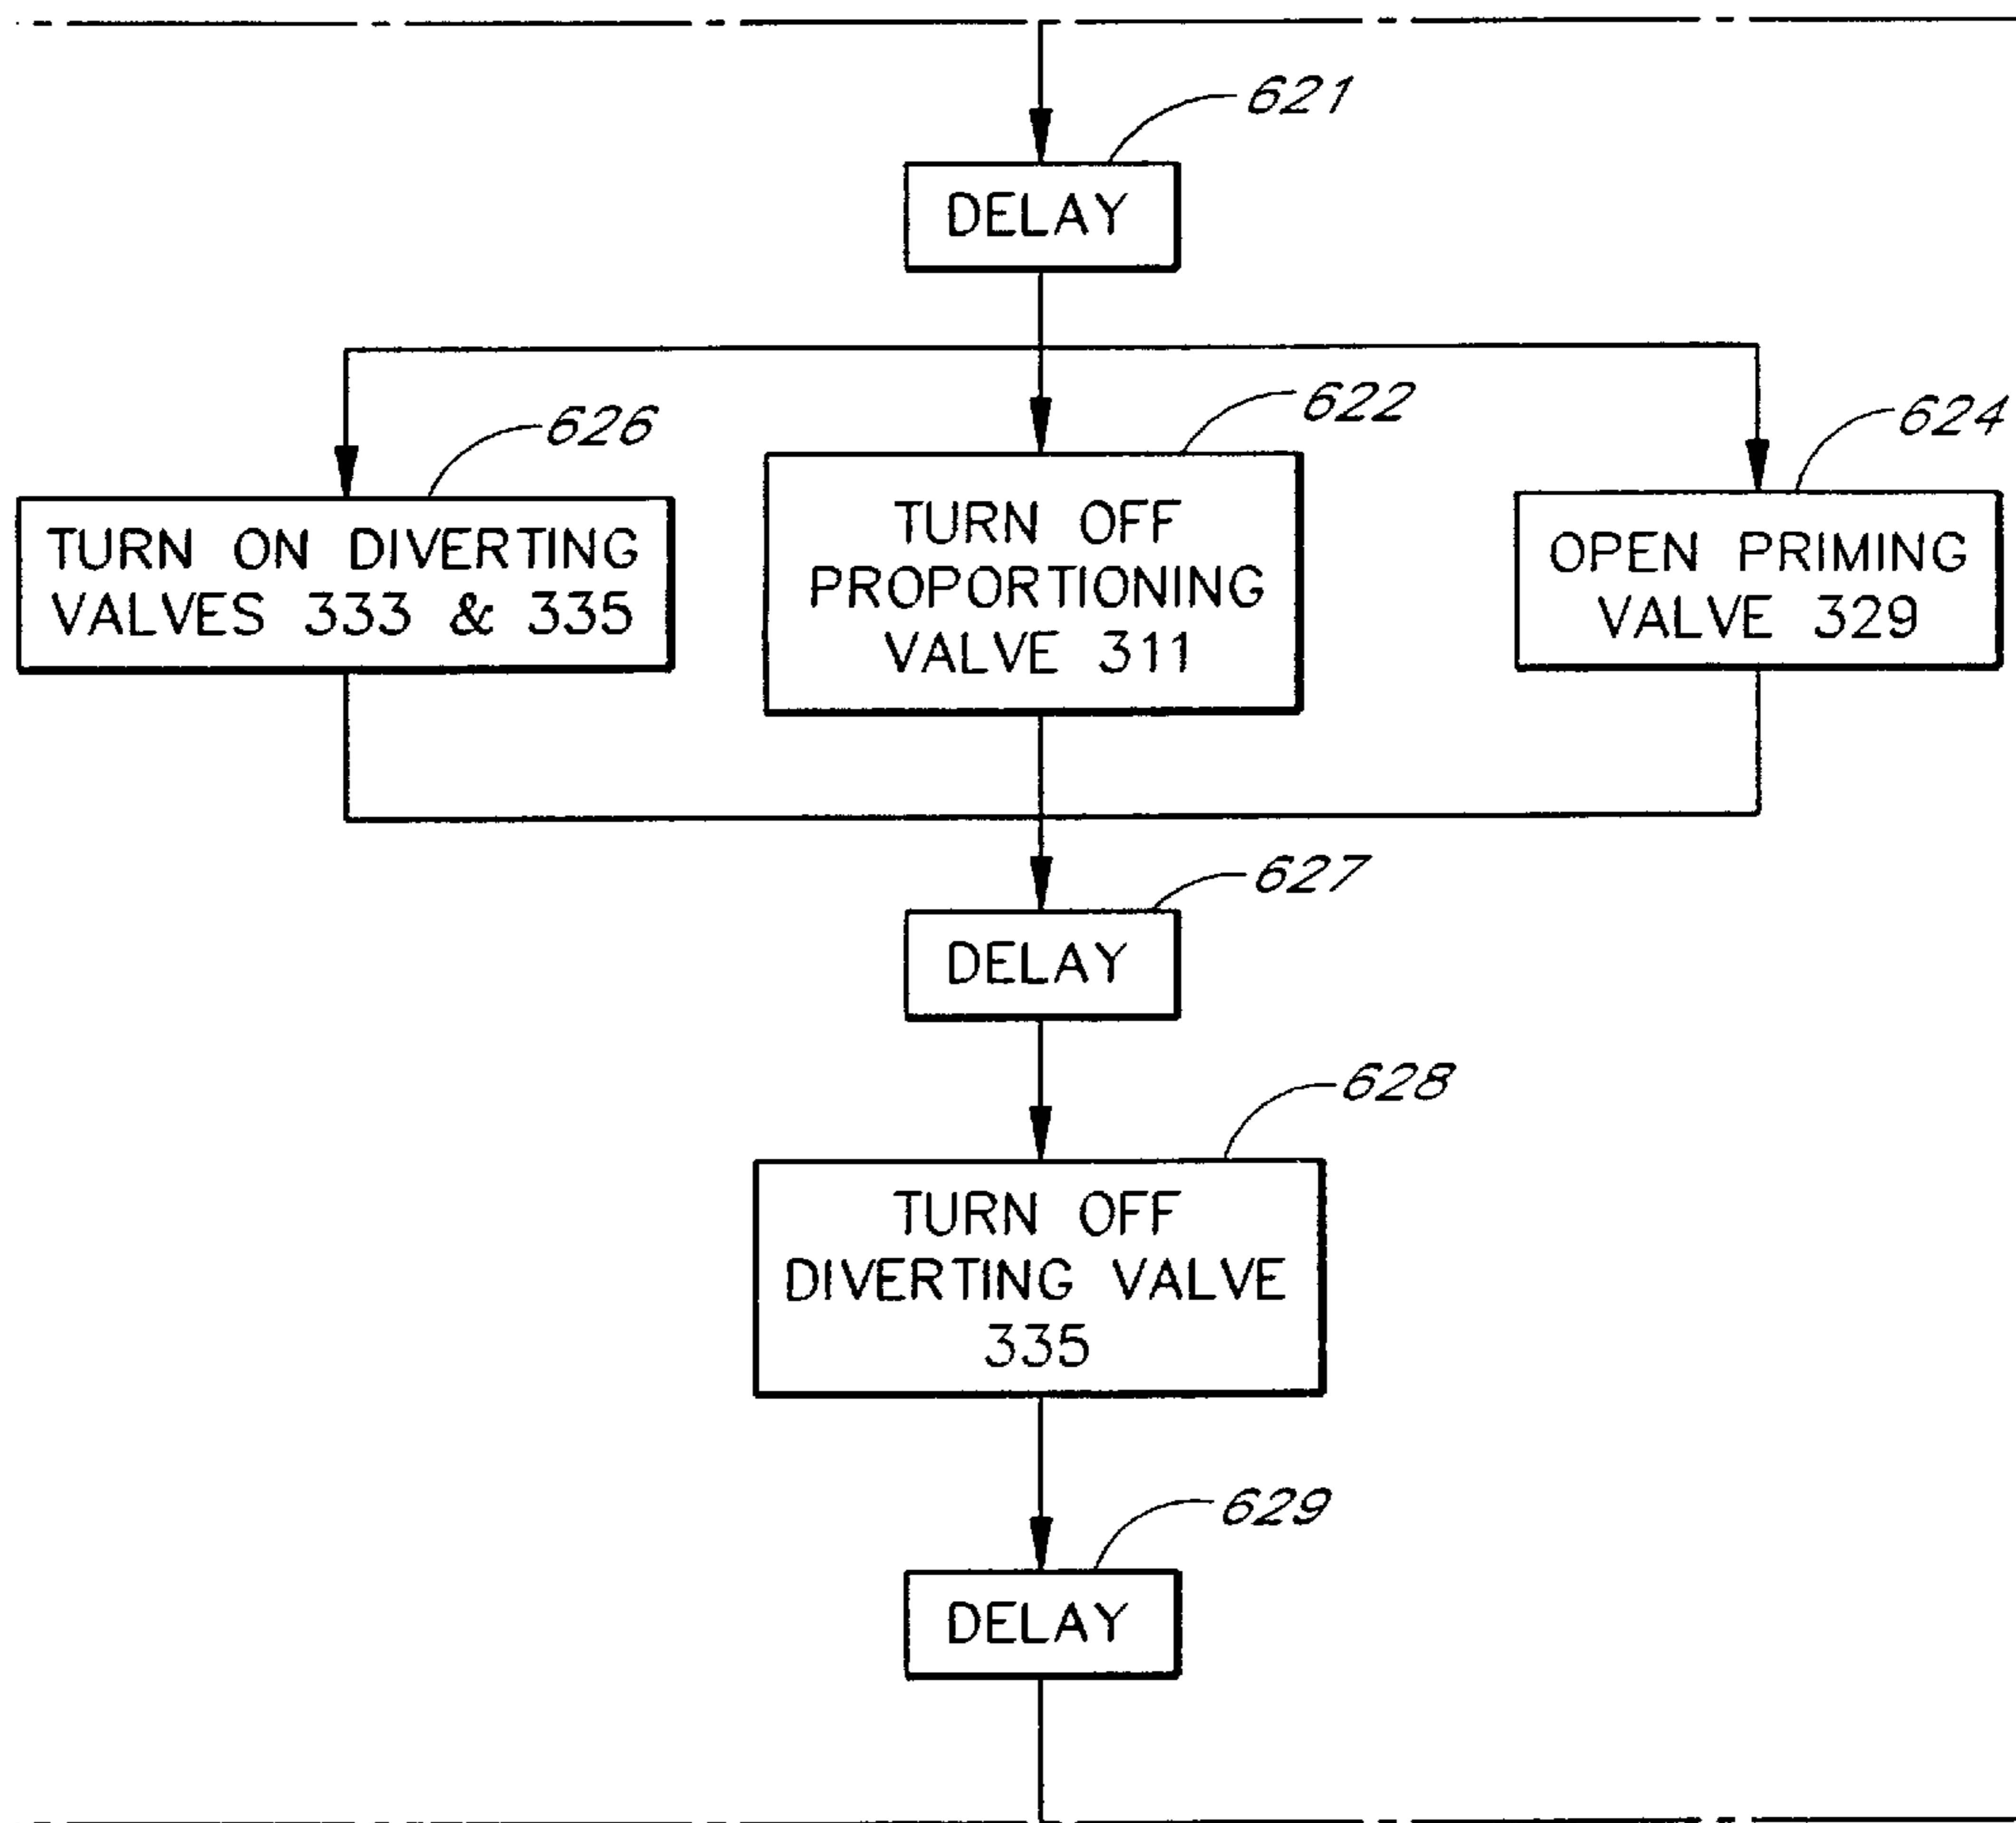 621
DELAY
626
622
624
TURN ON DIVERTING
VALVES 333 & 335
TURN OFF
PROPORTIONING
VALVE 311
OPEN PRIMING
VALVE 329
627
DELAY
628
TURN OFF
DIVERTING VALVE
335
629
DELAY